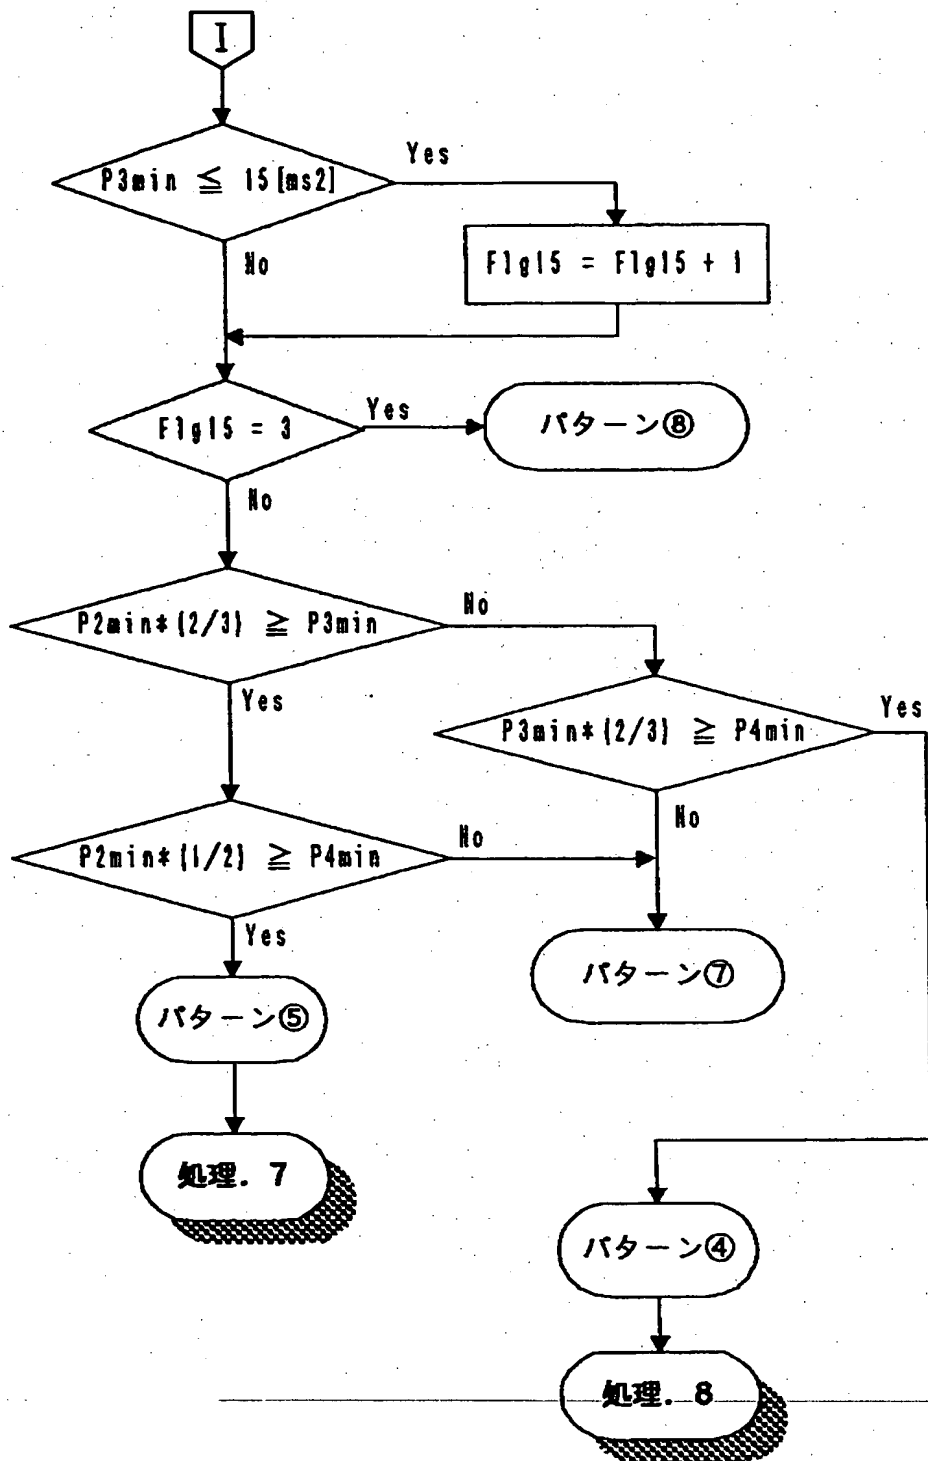 I
P3min ≦ 15[ms2]
Yes
No
Flg15 = Flg15 + 1
Flg15 = 3
Yes
パターン⑧
No
P2min*(2/3) ≧ P3min
No
Yes
P3min*(2/3) ≧ P4min
Yes
No
P2min*(1/2) ≧ P4min
No
Yes
パターン⑦
パターン⑤
処理. 7
パターン④
処理. 8